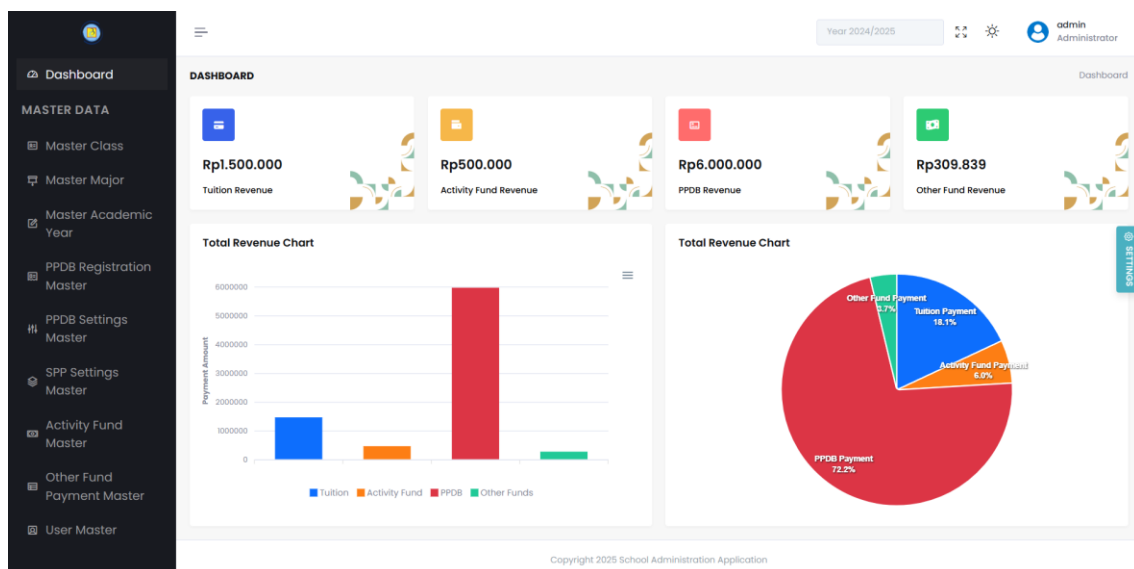 Year 2024/2025
admin
Administrator
Dashboard
MASTER DATA
Master Class
Master Major
Master Academic
Year
PPDB Registration
Master
PPDB Settings
Master
SPP Settings
Master
Activity Fund
Master
Other Fund
Payment Master
User Master
DASHBOARD
Dashboard
Rp1.500.000
Tuition Revenue
Rp500.000
Activity Fund Revenue
Rp6.000.000
PPDB Revenue
Rp309.839
Other Fund Revenue
Total Revenue Chart
6000000
5000000
4000000
3000000
2000000
1000000
0
Payment Amount
Tuition
Activity Fund
PPDB
Other Funds
Total Revenue Chart
Other Fund Payment
3.7%
Tuition Payment
18.1%
Activity Fund Payment
6.0%
PPDB Payment
72.2%
SETTINGS
Copyright 2025 School Administration Application